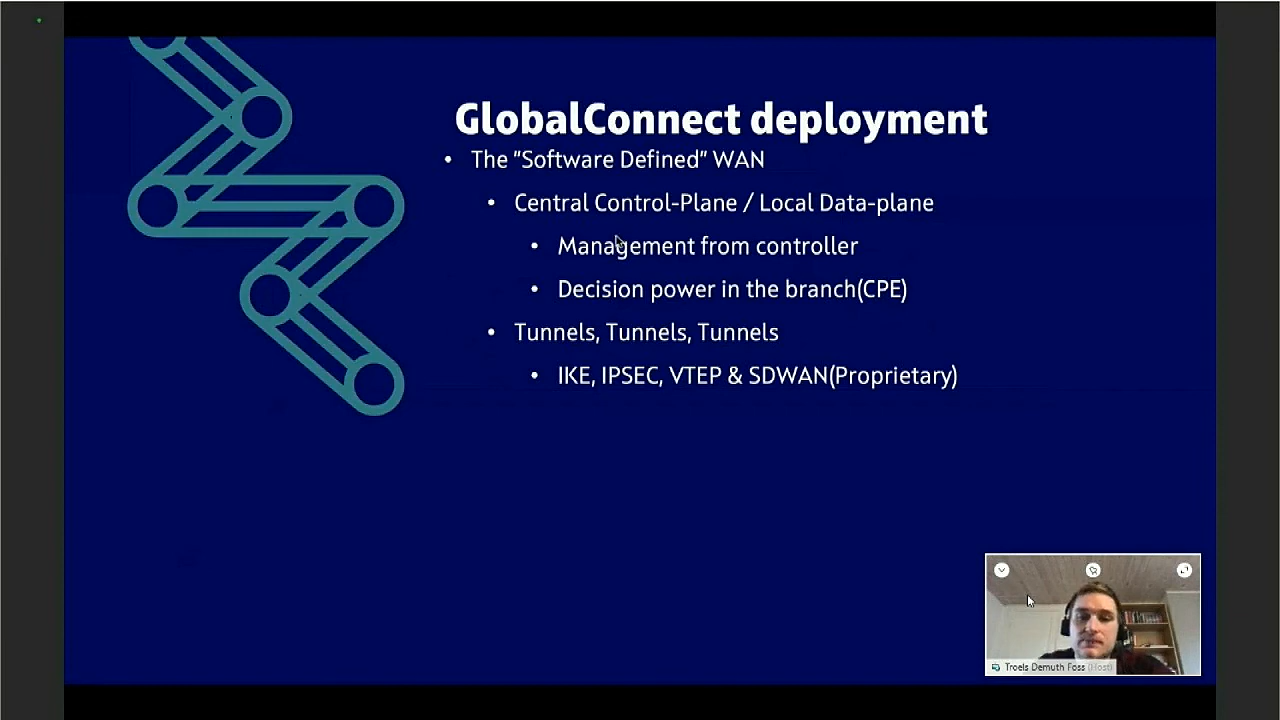 GlobalConnect deployment
• The "Software Defined" WAN
• Central Control-Plane / Local Data-plane
• Management from controller
• Decision power in the branch(CPE)
• Tunnels, Tunnels, Tunnels
• IKE, IPSEC, VTEP & SDWAN(Proprietary)
Troels Demuth Foss (Host)